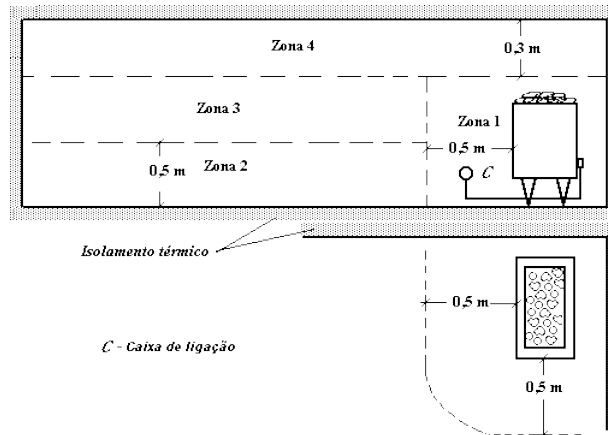 Zona 4
0,3 m
Zona 3
Zona 1
0,5 m
0,5 m
Zona 2
C
Isolamento térmico
0,5 m
C - Caixa de ligação
0,5 m